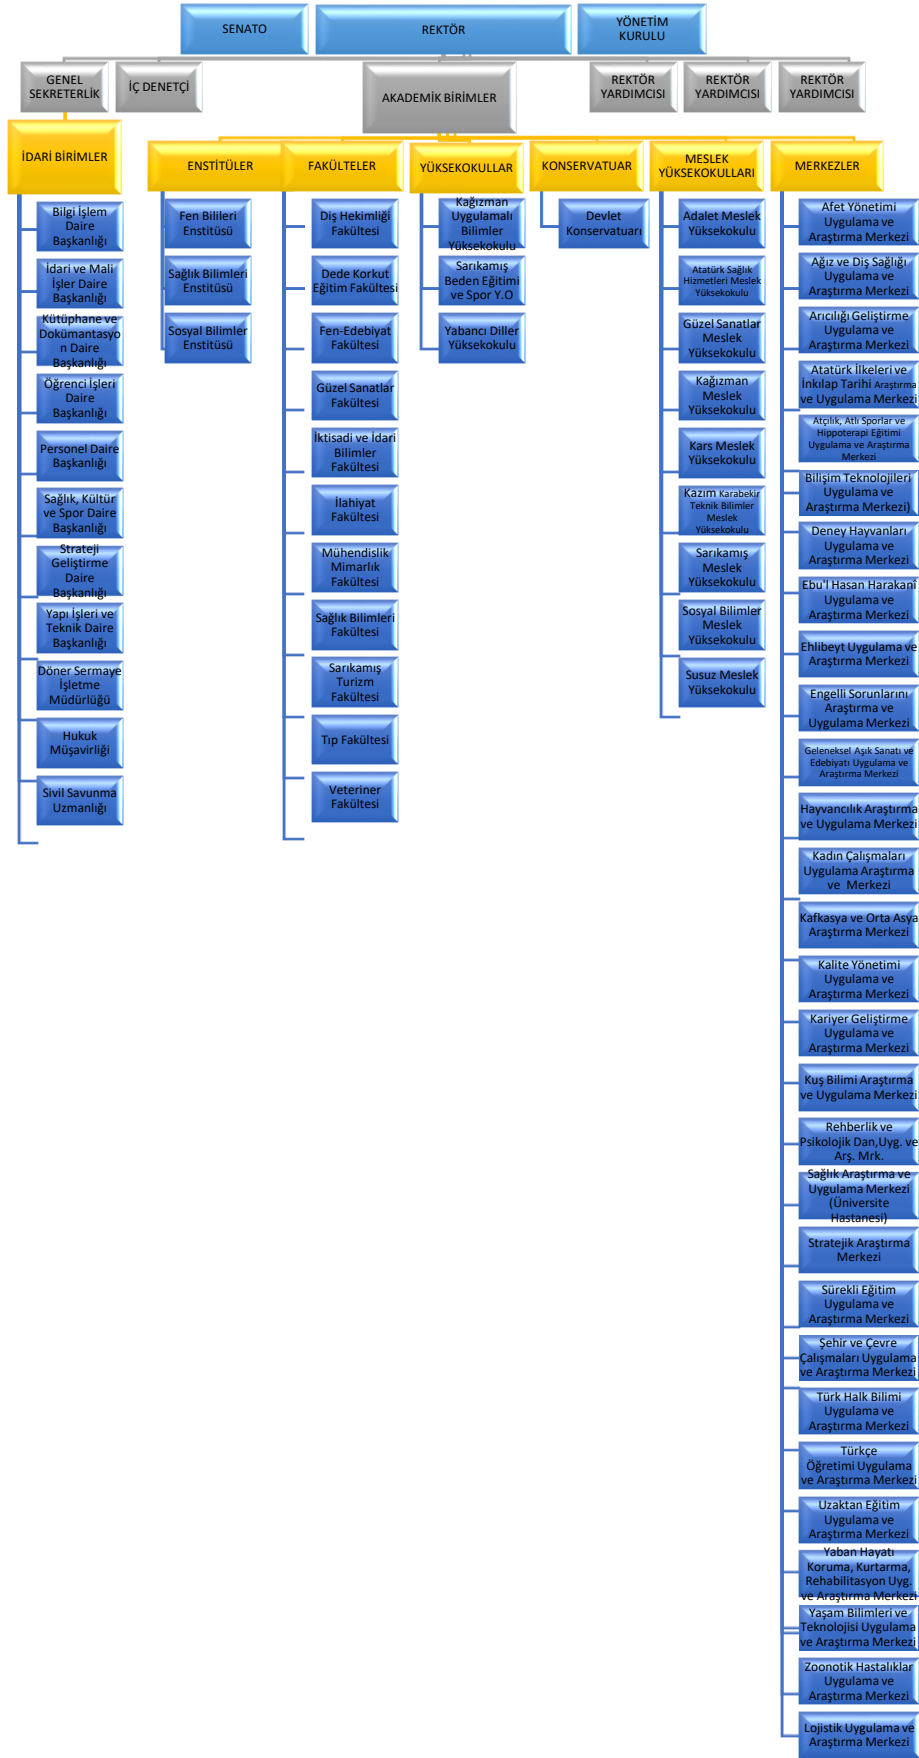 SENATO
REKTÖR
YÖNETİM
KURULU
GENEL
SEKRETERLİK
İÇ DENETÇİ
AKADEMİK BİRİMLER
REKTÖR
YARDIMCISI
REKTÖR
YARDIMCISI
REKTÖR
YARDIMCISI
İDARİ BİRİMLER
Bilgi İşlem
Daire
Başkanlığı
İdari ve Mali
İşler Daire
Başkanlığı
Kütüphane ve
Dokümantasyo
n Daire
Başkanlığı
Öğrenci İşleri
Daire
Başkanlığı
Personel Daire
Başkanlığı
Sağlık, Kültür
ve Spor Daire
Başkanlığı
Strateji
Geliştirme
Daire
Başkanlığı
Yapı İşleri ve
Teknik Daire
Başkanlığı
Döner Sermaye
İşletme
Müdürlüğü
Hukuk
Müşavirliği
Sivil Savunma
Uzmanlığı
ENSTİTÜLER
Fen Bilileri
Enstitüsü
Sağlık Bilimleri
Enstitüsü
Sosyal Bilimler
Enstitüsü
FAKÜLTELER
Diş Hekimliği
Fakültesi
Dede Korkut
Eğitim Fakültesi
Fen-Edebiyat
Fakültesi
Güzel Sanatlar
Fakültesi
İktisadi ve İdari
Bilimler
Fakültesi
İlahiyat
Fakültesi
Mühendislik
Mimarlık
Fakültesi
Sağlık Bilimleri
Fakültesi
Sarıkamış
Turizm
Fakültesi
Tıp Fakültesi
Veteriner
Fakültesi
YÜKSEKOKULLAR
Kağızman
Uygulamalı
Bilimler
Yüksekokulu
Sarıkamış
Beden Eğitimi
ve Spor Y.O
Yabancı Diller
Yüksekokulu
KONSERVATUAR
Devlet
Konservatuarı
MESLEK
YÜKSEKOKULLARI
Adalet Meslek
Yüksekokulu
Atatürk Sağlık
Hizmetleri Meslek
Yüksekokulu
Güzel Sanatlar
Meslek
Yüksekokulu
Kağızman
Meslek
Yüksekokulu
Kars Meslek
Yüksekokulu
Kazım Karabekir
Teknik Bilimler
Meslek
Yüksekokulu
Sarıkamış
Meslek
Yüksekokulu
Sosyal Bilimler
Meslek
Yüksekokulu
Susuz Meslek
Yüksekokulu
MERKEZLER
Afet Yönetimi
Uygulama ve
Araştırma Merkezi
Ağız ve Diş Sağlığı
Uygulama ve
Araştırma Merkezi
Arıcılığı Geliştirme
Uygulama ve
Araştırma Merkezi
Atatürk İlkeleri ve
İnkılap Tarihi Araştırma
ve Uygulama Merkezi
Atçılık, Atlı Sporlar ve
Hippoterapi Eğitimi
Uygulama ve Araştırma
Merkezi
Bilişim Teknolojileri
Uygulama ve
Araştırma Merkezi)
Deney Hayvanları
Uygulama ve
Araştırma Merkezi
Ebu'l Hasan Harakanî
Uygulama ve
Araştırma Merkezi
Ehlibeyt Uygulama ve
Araştırma Merkezi
Engelli Sorunlarını
Araştırma ve
Uygulama Merkezi
Geleneksel Aşık Sanatı ve
Edebiyatı Uygulama ve
Araştırma Merkezi
Hayvancılık Araştırma
ve Uygulama Merkezi
Kadın Çalışmaları
Uygulama Araştırma
ve Merkezi
Kafkasya ve Orta Asya
Araştırma Merkezi
Kalite Yönetimi
Uygulama ve
Araştırma Merkezi
Kariyer Geliştirme
Uygulama ve
Araştırma Merkezi
Kuş Bilimi Araştırma
ve Uygulama Merkezi
Rehberlik ve
Psikolojik Dan,Uyg. ve
Arş. Mrk.
Sağlık Araştırma ve
Uygulama Merkezi
(Üniversite
Hastanesi)
Stratejik Araştırma
Merkezi
Sürekli Eğitim
Uygulama ve
Araştırma Merkezi
Şehir ve Çevre
Çalışmaları Uygulama
ve Araştırma Merkezi
Türk Halk Bilimi
Uygulama ve
Araştırma Merkezi
Türkçe
Öğretimi Uygulama
ve Araştırma Merkezi
Uzaktan Eğitim
Uygulama ve
Araştırma Merkezi
Yaban Hayatı
Koruma, Kurtarma,
Rehabilitasyon Uyg.
ve Araştırma Merkezi
Yaşam Bilimleri ve
Teknolojisi Uygulama
ve Araştırma Merkezi
Zoonotik Hastalıklar
Uygulama ve
Araştırma Merkezi
Lojistik Uygulama ve
Araştırma Merkezi